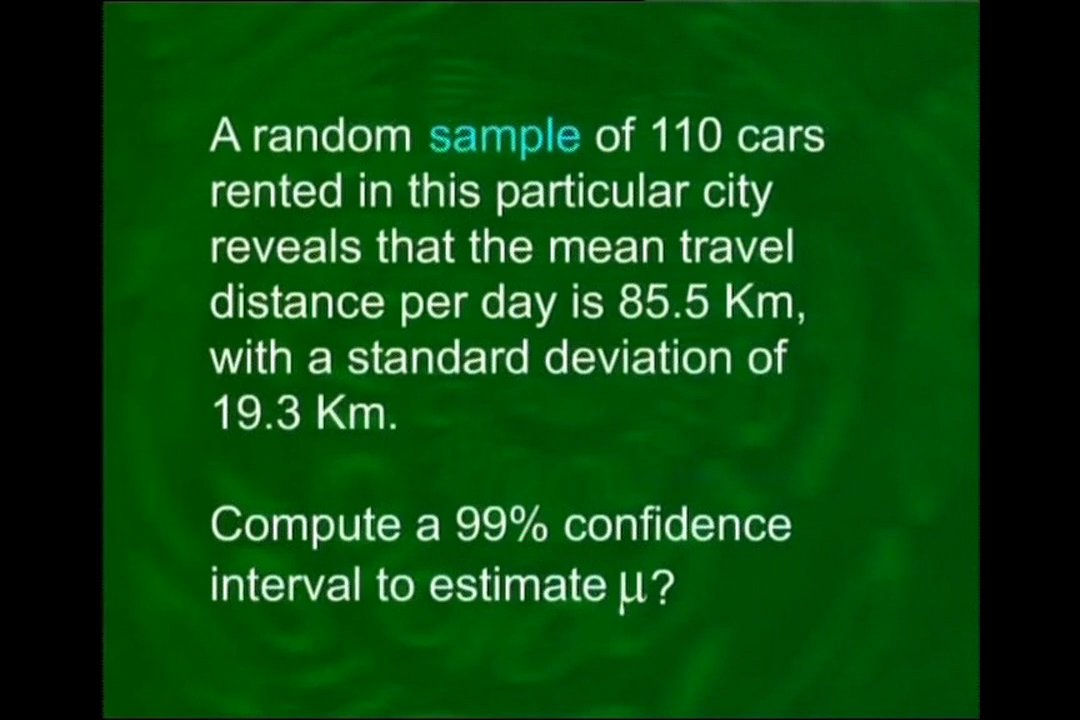 A random sample of 110 cars
rented in this particular city
reveals that the mean travel
distance per day is 85.5 Km,
with a standard deviation of
19.3 Km.
Compute a 99% confidence
interval to estimate μ?